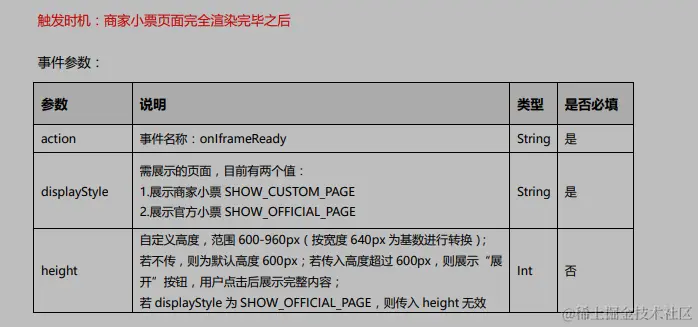 触发时机：商家小票页面完全渲染完毕之后
事件参数：
参数 说明 类型 是否必填
action 事件名称：onIframeReady String 是
需展示的页面，目前有两个值：
1.展示商家小票 SHOW_CUSTOM_PAGE
displayStyle String 是
2.展示官方小票 SHOW_OFFICIAL_PAGE
自定义高度，范围 600-960px（按宽度 640px 为基数进行转换）；
若不传，则为默认高度 600px；若传入高度超过 600px，则展示“展
height Int 否
开”按钮，用户点击后展示完整内容；
若 displayStyle 为 SHOW_OFFICIAL_PAGE，则传入 height 无效
@稀土掘金技术社区